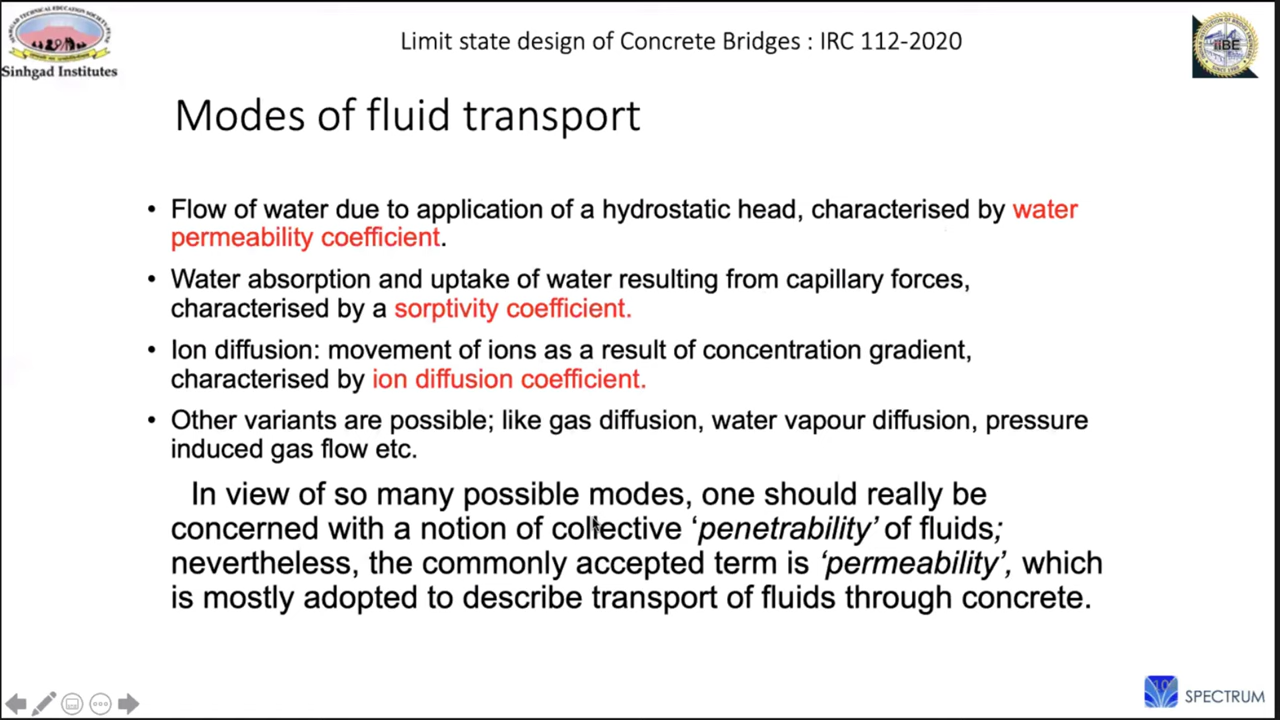 SINHGAD TECHNICAL EDUCATION SOCIETY, PUNE
Sinhgad Institutes
Limit state design of Concrete Bridges : IRC 112-2020
IIBE
Modes of fluid transport
• Flow of water due to application of a hydrostatic head, characterised by water
permeability coefficient.
• Water absorption and uptake of water resulting from capillary forces,
characterised by a sorptivity coefficient.
• Ion diffusion: movement of ions as a result of concentration gradient,
characterised by ion diffusion coefficient.
• Other variants are possible; like gas diffusion, water vapour diffusion, pressure
induced gas flow etc.
In view of so many possible modes, one should really be
concerned with a notion of collective ‘penetrability’ of fluids;
nevertheless, the commonly accepted term is ‘permeability’, which
is mostly adopted to describe transport of fluids through concrete.
SPECTRUM